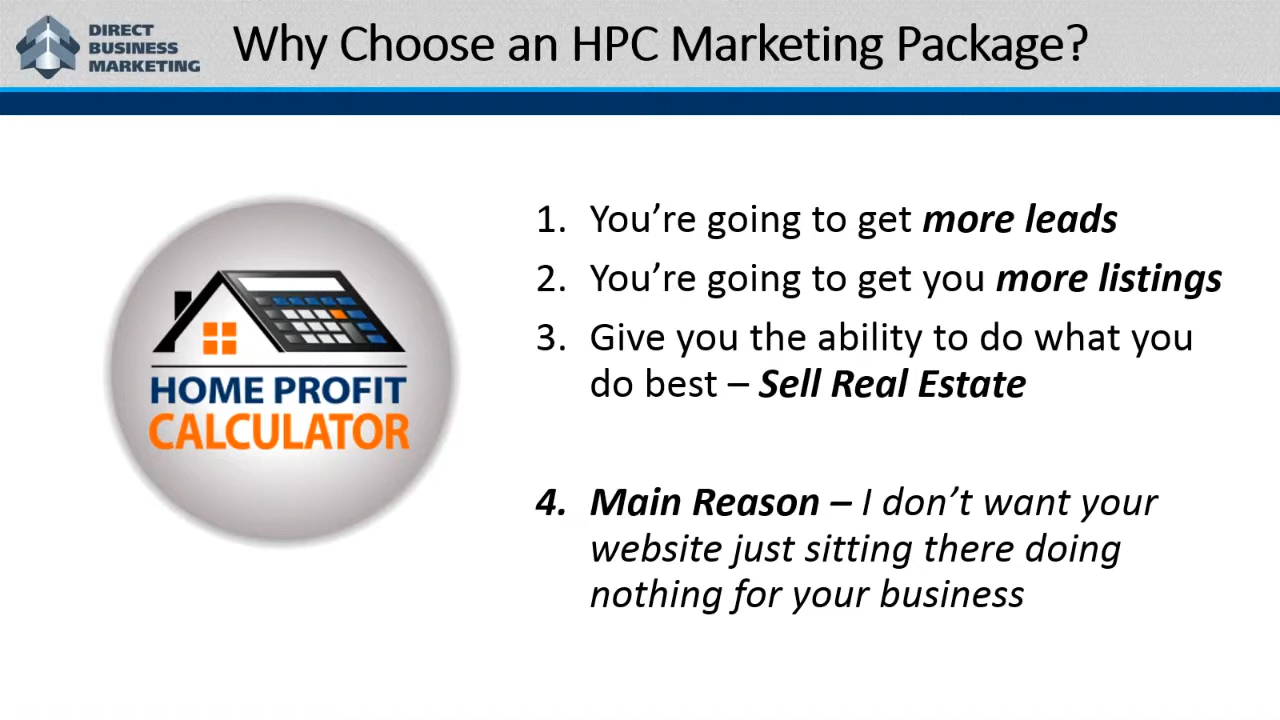 DIRECT
BUSINESS
MARKETING
Why Choose an HPC Marketing Package?
HOME PROFIT
CALCULATOR
1. You’re going to get more leads
2. You’re going to get you more listings
3. Give you the ability to do what you
do best – Sell Real Estate
4. Main Reason – I don’t want your
website just sitting there doing
nothing for your business